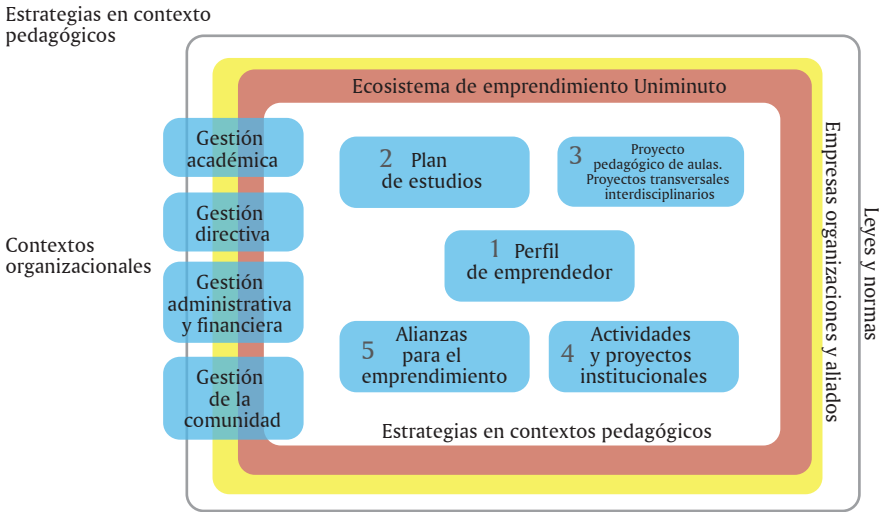 Estrategias en contexto
pedagógicos
Ecosistema de emprendimiento Uniminuto
Gestión
académica
Gestión
directiva
Contextos
organizacionales
Gestión
administrativa
y financiera
Gestión
de la
comunidad
2 Plan
de estudios
3 Proyecto
pedagógico de aulas.
Proyectos transversales
interdisciplinarios
1 Perfil
de emprendedor
5 Alianzas
para el
emprendimiento
4 Actividades
y proyectos
institucionales
Estrategias en contextos pedagógicos
Empresas organizaciones y aliados
Leyes y normas